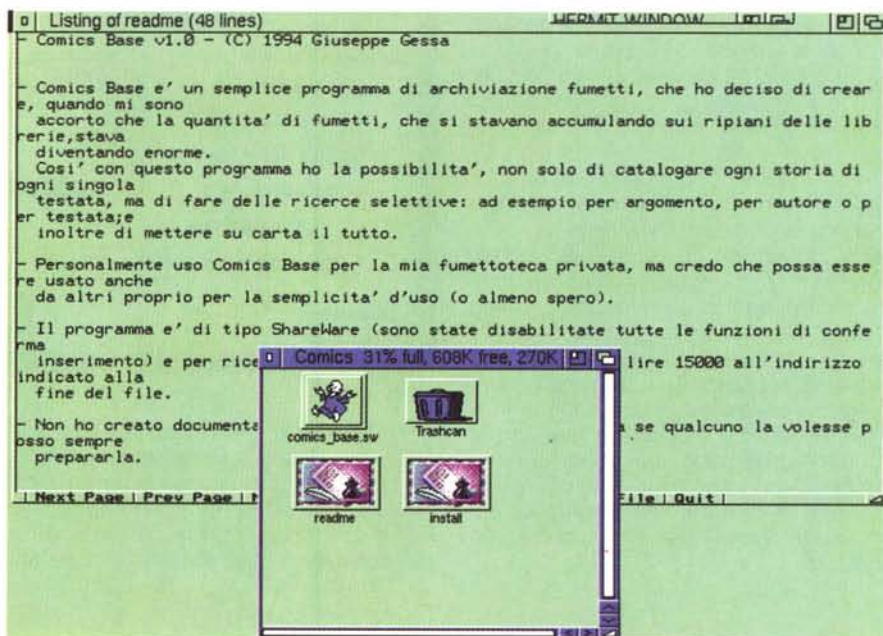 Listing of readme (48 lines)
HERMIT WINDOW
- Comics Base v1.0 - (C) 1994 Giuseppe Gessa
- Comics Base e' un semplice programma di archiviazione fumetti, che ho deciso di crear
e, quando mi sono
accorto che la quantita' di fumetti, che si stavano accumulando sui ripiani delle lib
rerie,stava
diventando enorme.
Cosi' con questo programma ho la possibilita', non solo di catalogare ogni storia di
ogni singola
testata, ma di fare delle ricerce selettive: ad esempio per argomento, per autore o p
er testata;e
inoltre di mettere su carta il tutto.
- Personalmente uso Comics Base per la mia fumettoteca privata, ma credo che possa esse
re usato anche
da altri proprio per la semplicita' d'uso (o almeno spero).
- Il programma e' di tipo ShareWare (sono state disabilitate tutte le funzioni di confe
rma
inserimento) e per rice
lire 15000 all'indirizzo
indicato alla
fine del file.
- Non ho creato documenta
se qualcuno la volesse p
osso sempre
prepararla.
| Next Page | Prev Page |
File | Quit |
Comics 31% full, 608K free, 270K
comics_base.sw
Trashcan
readme
install